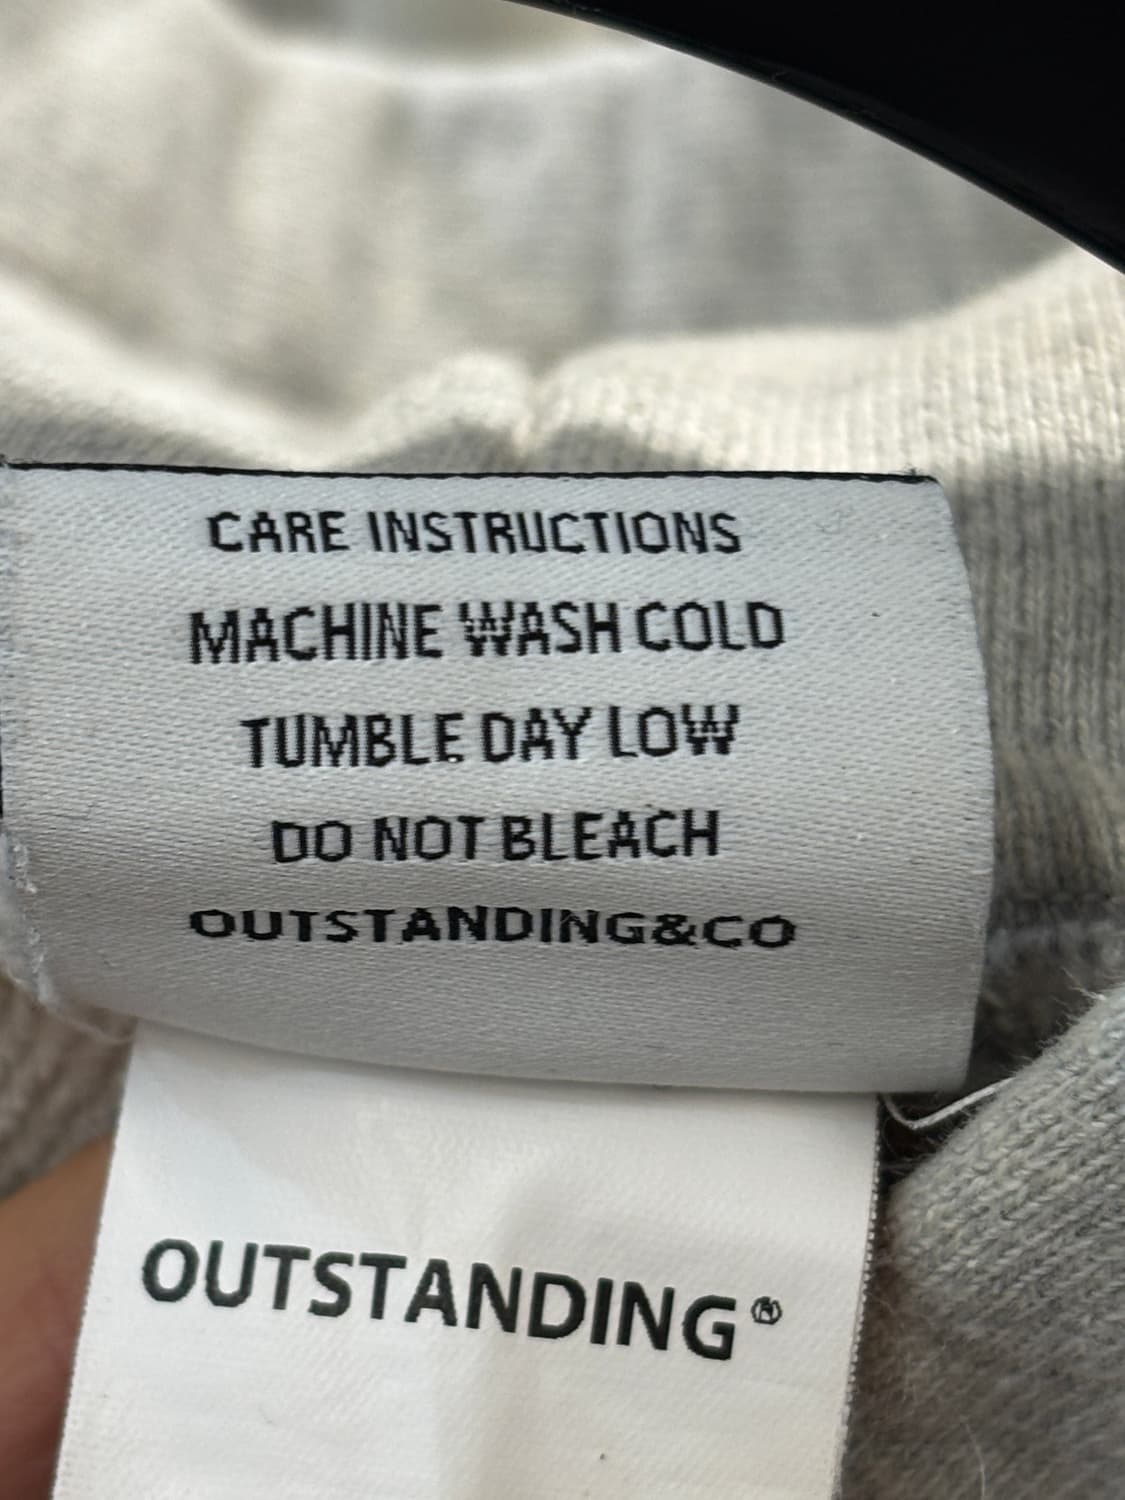 CARE INSTRUCTIONS
MACHINE WASH COLD
TUMBLE DAY LOW
DO NOT BLEACH
OUTSTANDING&CO
OUTSTANDING®